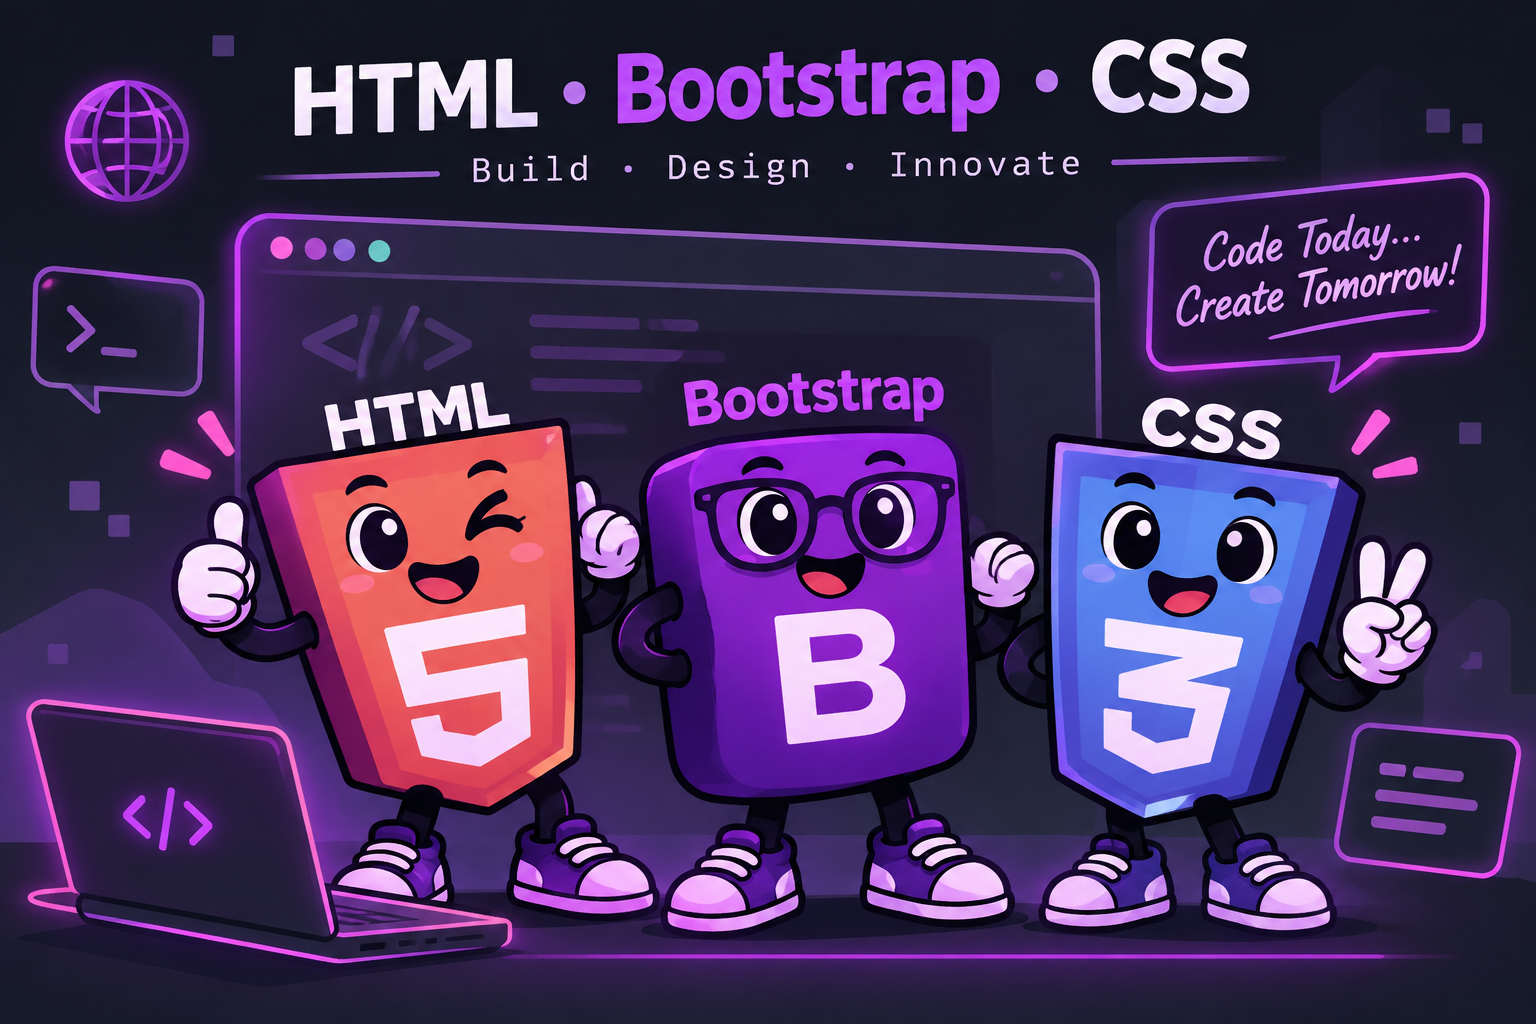 HTML • Bootstrap • CSS
Build • Design • Innovate
Code Today...
Create Tomorrow!
>_
</>
HTML
Bootstrap
CSS
5
B
3
</>